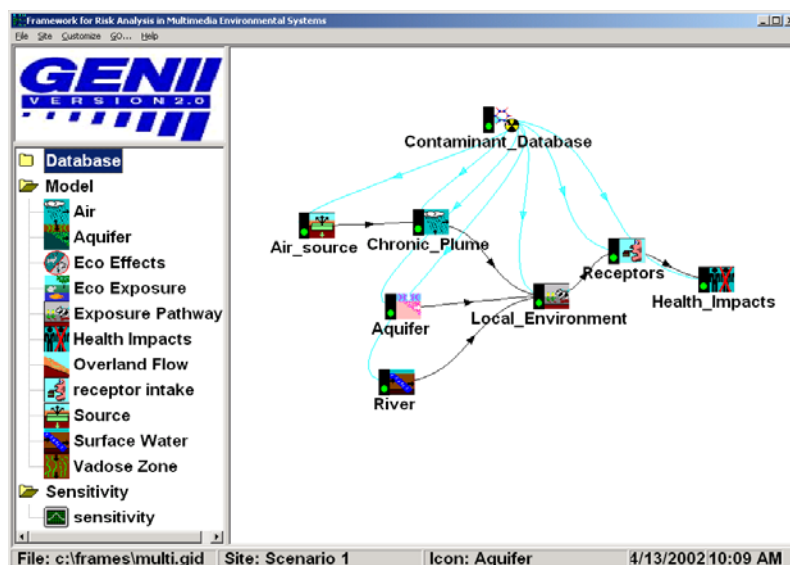 Framework for Risk Analysis in Multimedia Environmental Systems
File Site Customize GO... Help
GENII
VERSION 2.0
Database
Model
Air
Aquifer
Eco Effects
Eco Exposure
Exposure Pathway
Health Impacts
Overland Flow
receptor intake
Source
Surface Water
Vadose Zone
Sensitivity
sensitivity
Contaminant_Database
Air_source
Chronic_Plume
Receptors
Health_Impacts
Aquifer
Local_Environment
River
File: c:\frames\multi.gid Site: Scenario 1 Icon: Aquifer 4/13/2002 10:09 AM